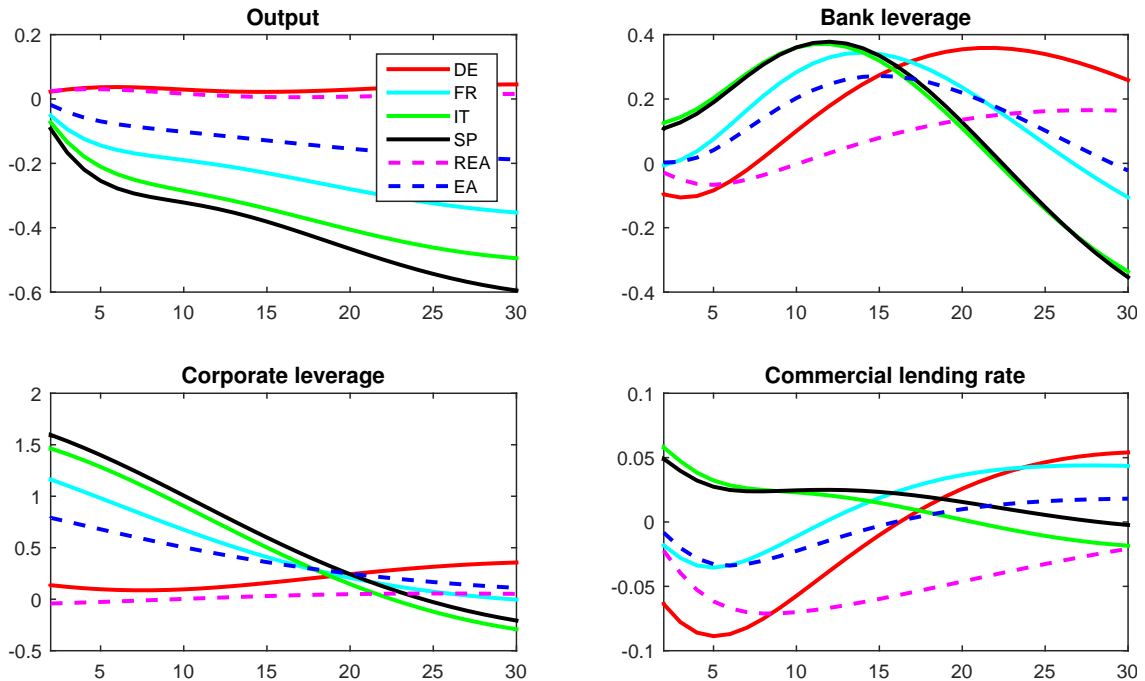 Output
0.2
0
-0.2
-0.4
-0.6
5 10 15 20 25 30
DE
FR
IT
SP
REA
EA
Bank leverage
0.4
0.2
0
-0.2
-0.4
5 10 15 20 25 30
Corporate leverage
2
1.5
1
0.5
0
-0.5
5 10 15 20 25 30
Commercial lending rate
0.1
0.05
0
-0.05
-0.1
5 10 15 20 25 30